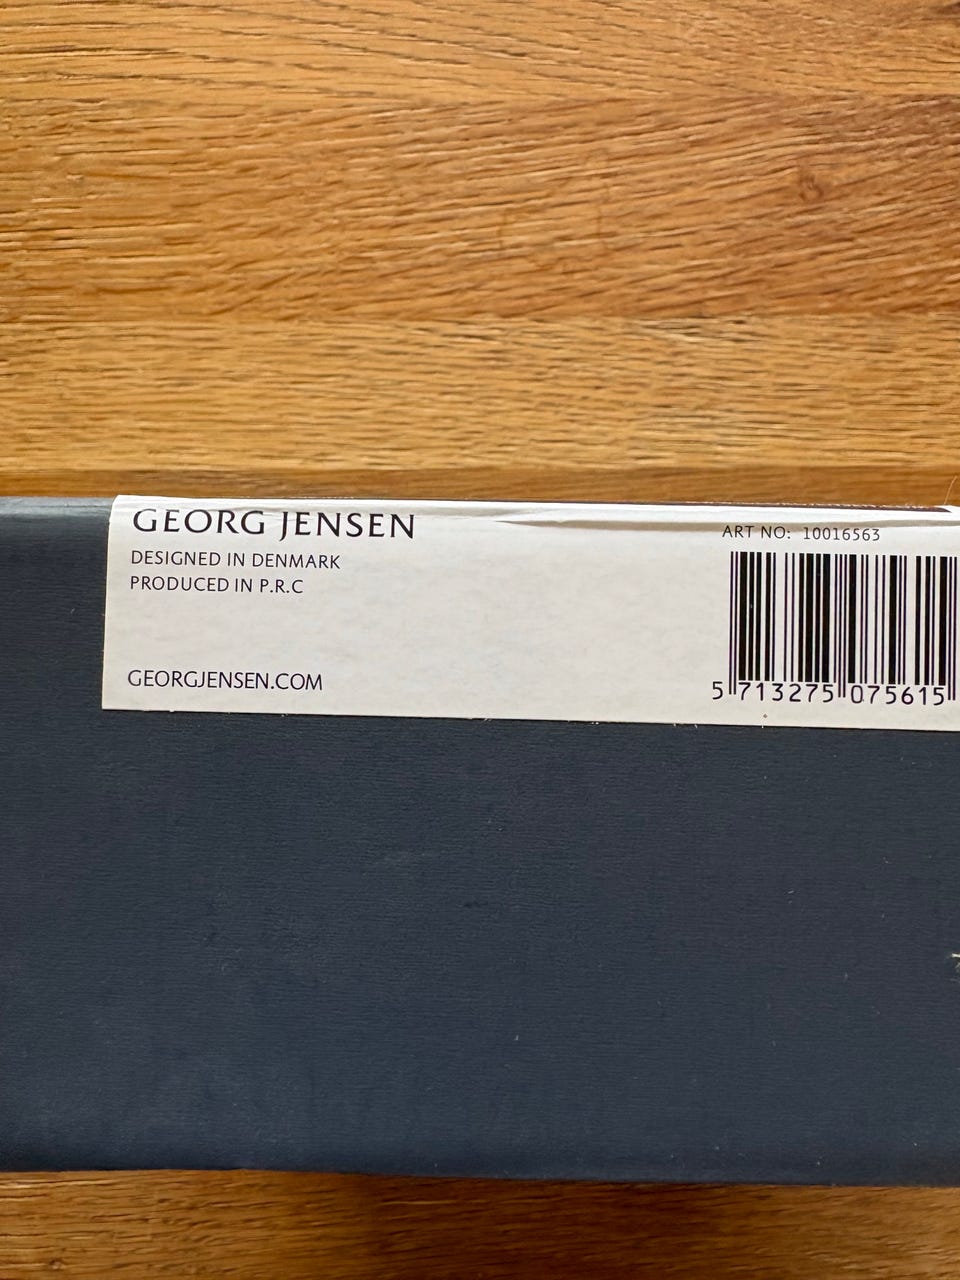 GEORG JENSEN
DESIGNED IN DENMARK
PRODUCED IN P.R.C
GEORGJENSEN.COM
ART NO: 10016563
5 713275 075615